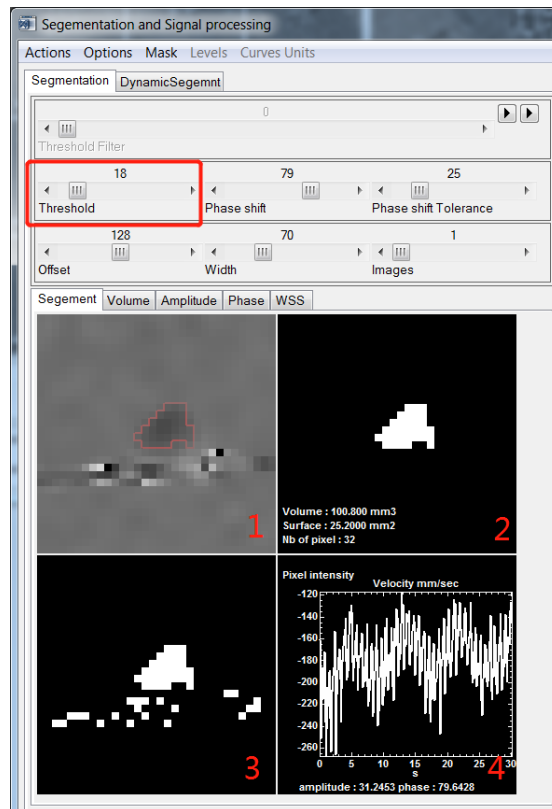 Segementation and Signal processing
Actions Options Mask Levels Curves Units
Segmentation DynamicSegemnt
0
Threshold Filter
18 79 25
Threshold Phase shift Phase shift Tolerance
128 70 1
Offset Width Images
Segement Volume Amplitude Phase WSS
1
Volume : 100.800 mm3
Surface : 25.2000 mm2
Nb of pixel : 32
2
3
Pixel intensity
Velocity mm/sec
-120
-140
-160
-180
-200
-220
-240
-260
0 5 10 15 20 25 30
s
4
amplitude : 31.2453 phase : 79.6428